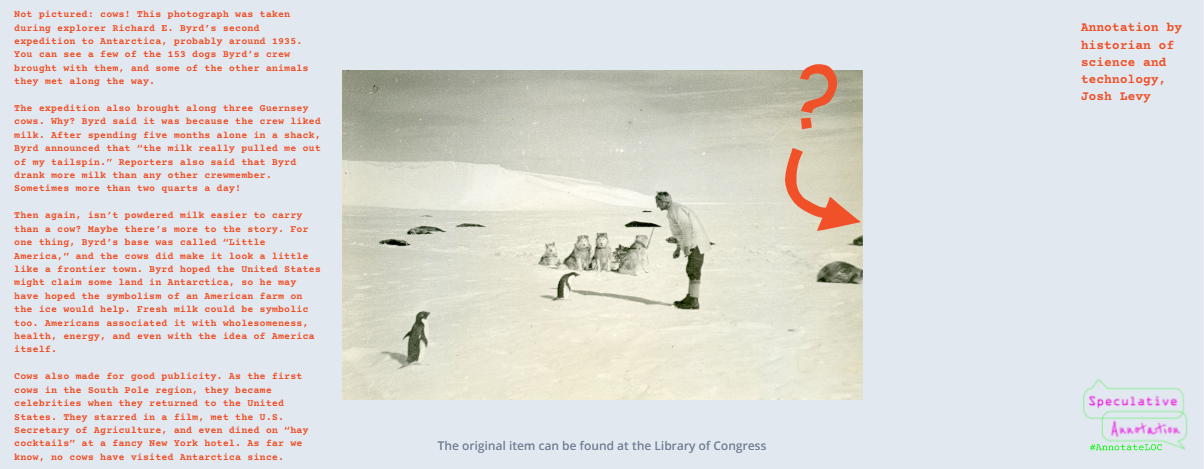 Not pictured: cows! This photograph was taken
during explorer Richard E. Byrd's second
expedition to Antarctica, probably around 1935.
You can see a few of the 153 dogs Byrd's crew
brought with them, and some of the other animals
they met along the way.
The expedition also brought along three Guernsey
cows. Why? Byrd said it was because the crew liked
milk. After spending five months alone in a shack,
Byrd announced that “the milk really pulled me out
of my tailspin.” Reporters also said that Byrd
drank more milk than any other crewmember.
Sometimes more than two quarts a day!
Then again, isn't powdered milk easier to carry
than a cow? Maybe there's more to the story. For
one thing, Byrd's base was called “Little
America,” and the cows did make it look a little
like a frontier town. Byrd hoped the United States
might claim some land in Antarctica, so he may
have hoped the symbolism of an American farm on
the ice would help. Fresh milk could be symbolic
too. Americans associated it with wholesomeness,
health, energy, and even with the idea of America
itself.
Cows also made for good publicity. As the first
cows in the South Pole region, they became
celebrities when they returned to the United
States. They starred in a film, met the U.S.
Secretary of Agriculture, and even dined on “hay
cocktails” at a fancy New York hotel. As far we
know, no cows have visited Antarctica since.
?
The original item can be found at the Library of Congress
Annotation by
historian of
science and
technology,
Josh Levy
Speculative
Annotation
#AnnotateLOC